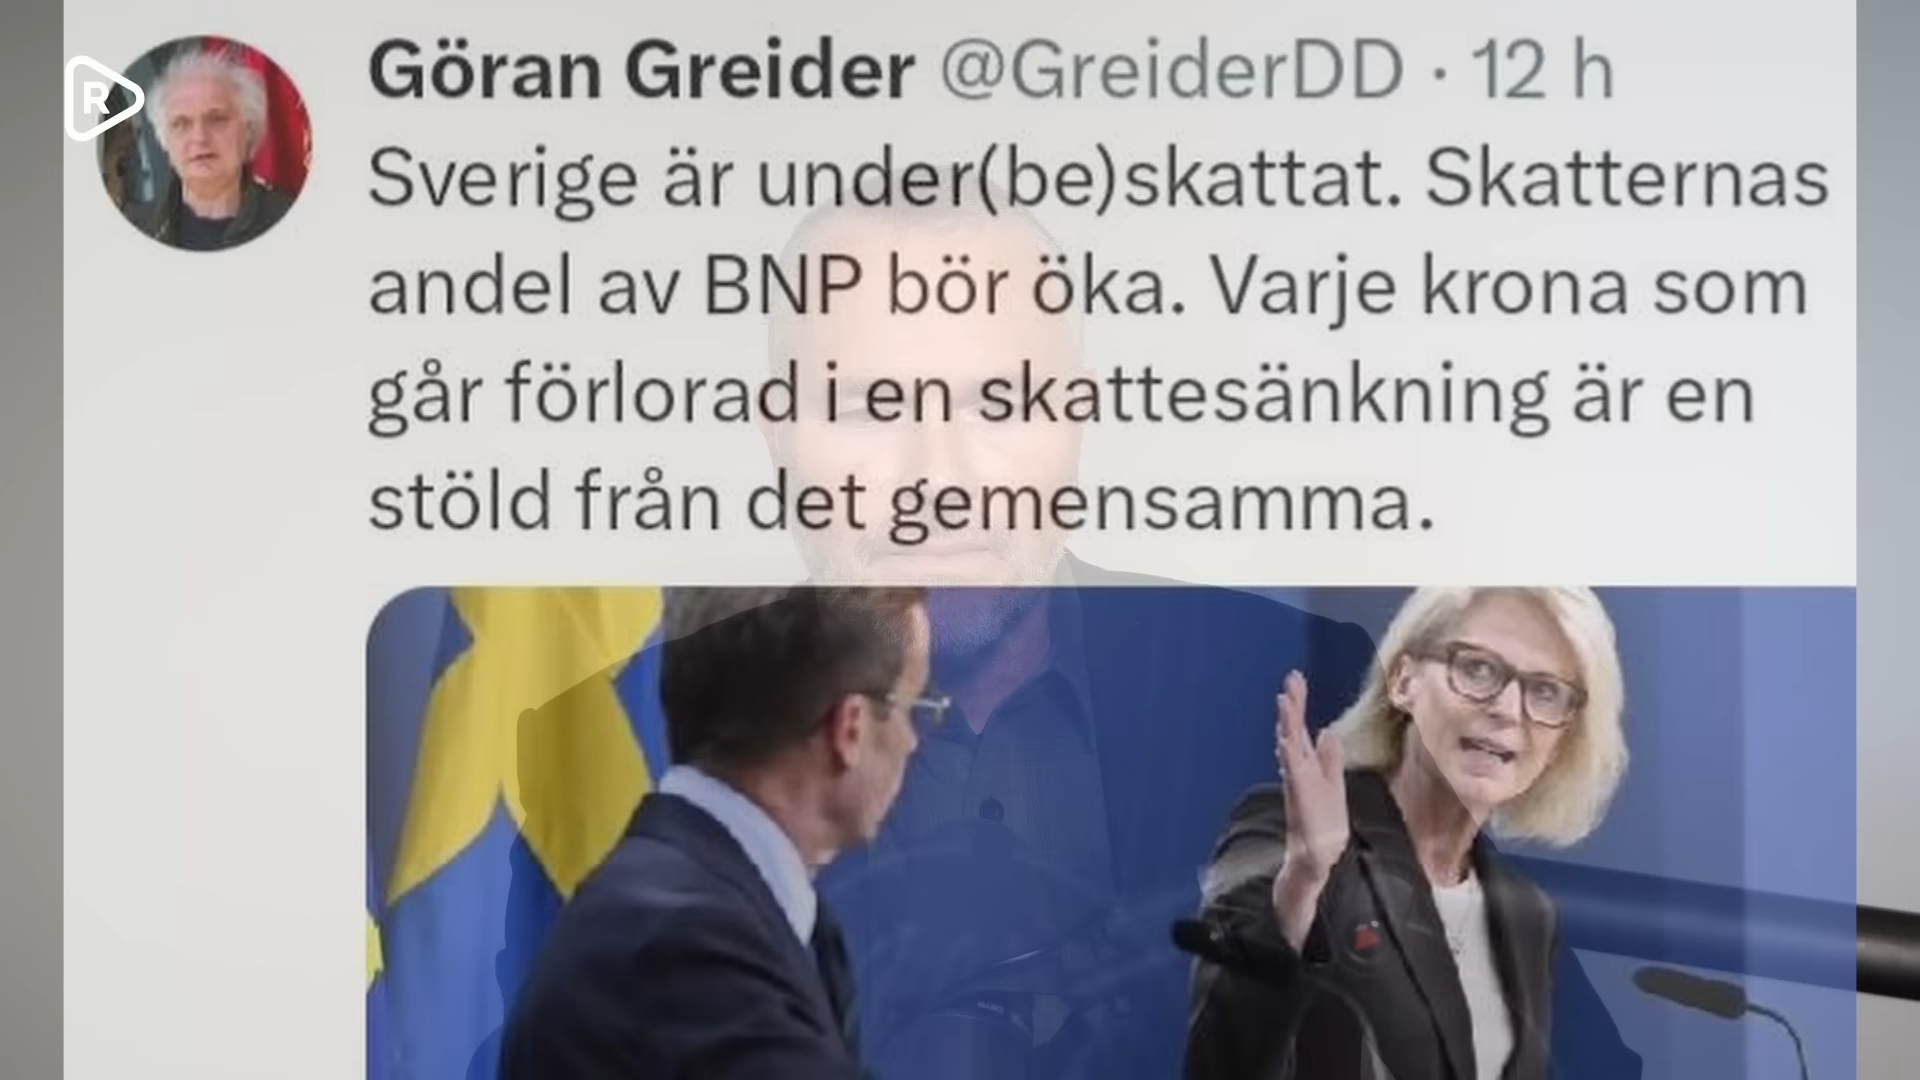 R
Göran Greider @GreiderDD · 12 h
Sverige är under(be)skattat. Skatternas
andel av BNP bör öka. Varje krona som
går förlorad i en skattesänkning är en
stöld från det gemensamma.